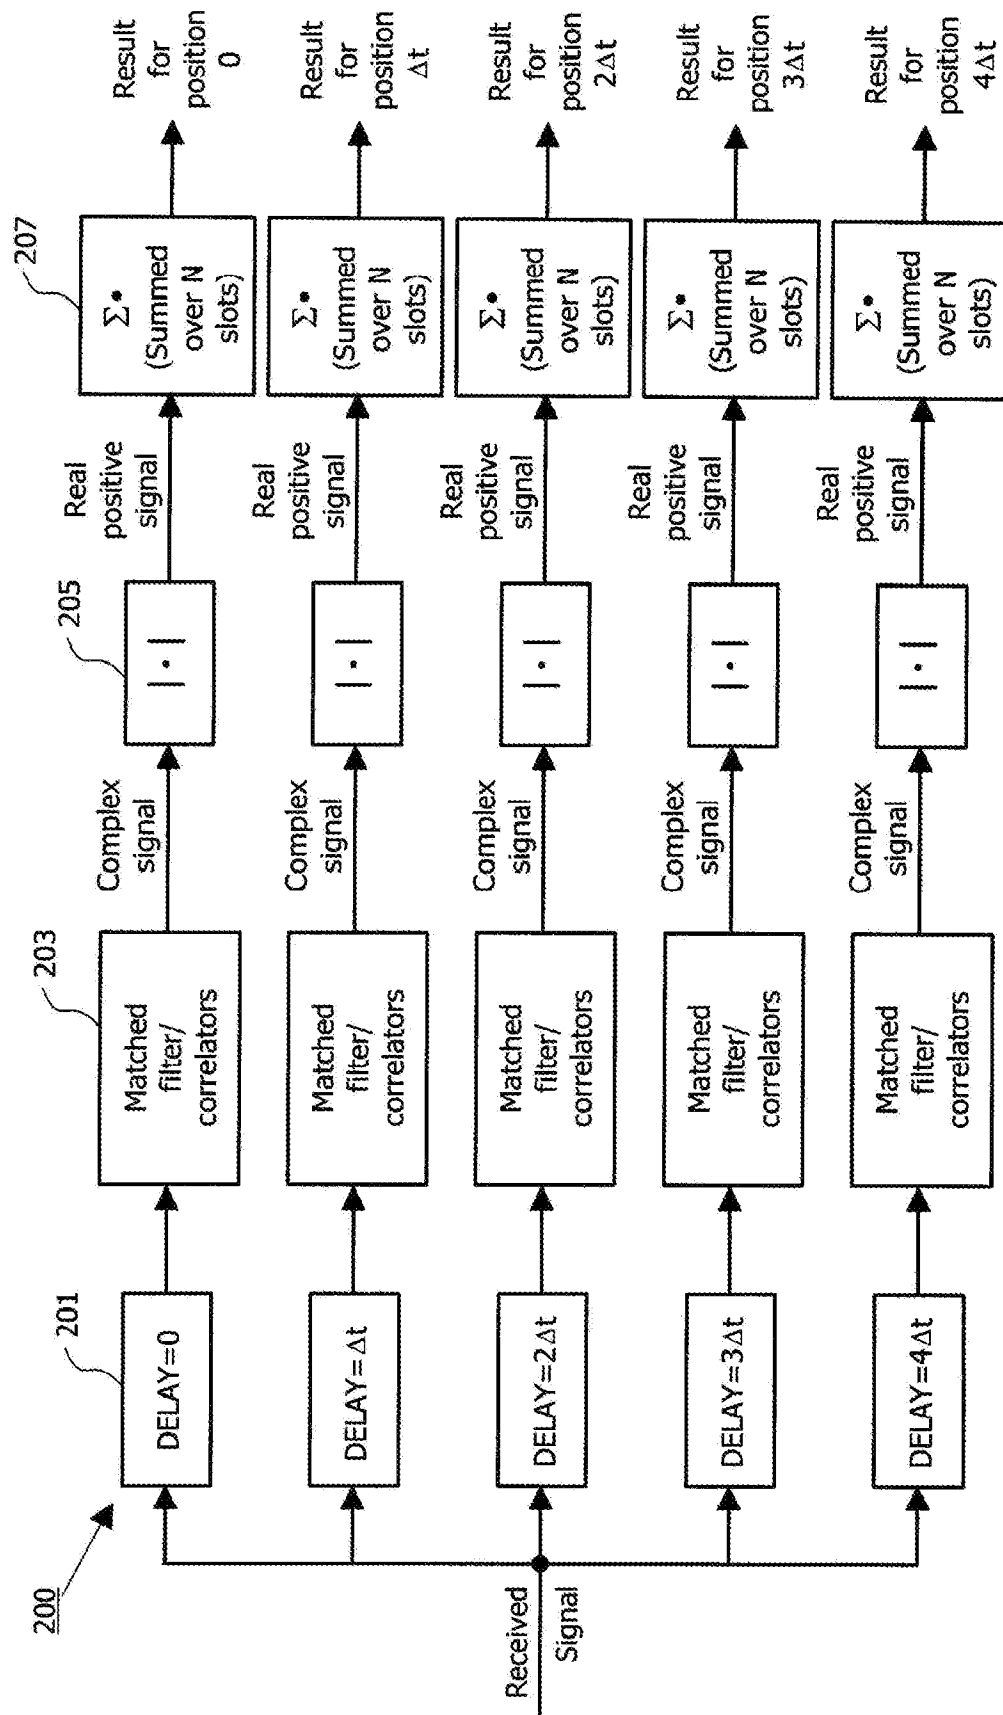 200
Received
Signal
201
DELAY=0
203
Matched
filter/
correlators
Complex
signal
205
| • |
Real
positive
signal
207
Σ•
(Summed
over N
slots)
Result
for
position
0
DELAY=Δt
Matched
filter/
correlators
Complex
signal
| • |
Real
positive
signal
Σ•
(Summed
over N
slots)
Result
for
position
Δt
DELAY=2Δt
Matched
filter/
correlators
Complex
signal
| • |
Real
positive
signal
Σ•
(Summed
over N
slots)
Result
for
position
2Δt
DELAY=3Δt
Matched
filter/
correlators
Complex
signal
| • |
Real
positive
signal
Σ•
(Summed
over N
slots)
Result
for
position
3Δt
DELAY=4Δt
Matched
filter/
correlators
Complex
signal
| • |
Real
positive
signal
Σ•
(Summed
over N
slots)
Result
for
position
4Δt